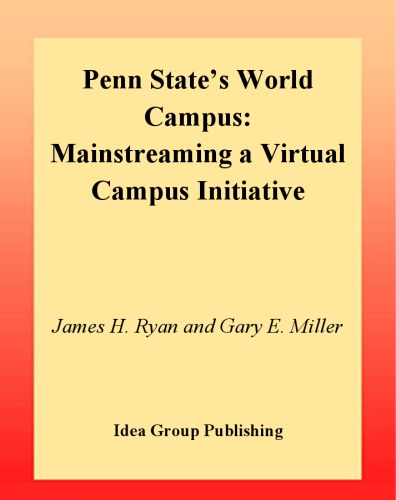 Penn State’s World
Campus:
Mainstreaming a Virtual
Campus Initiative
James H. Ryan and Gary E. Miller
Idea Group Publishing